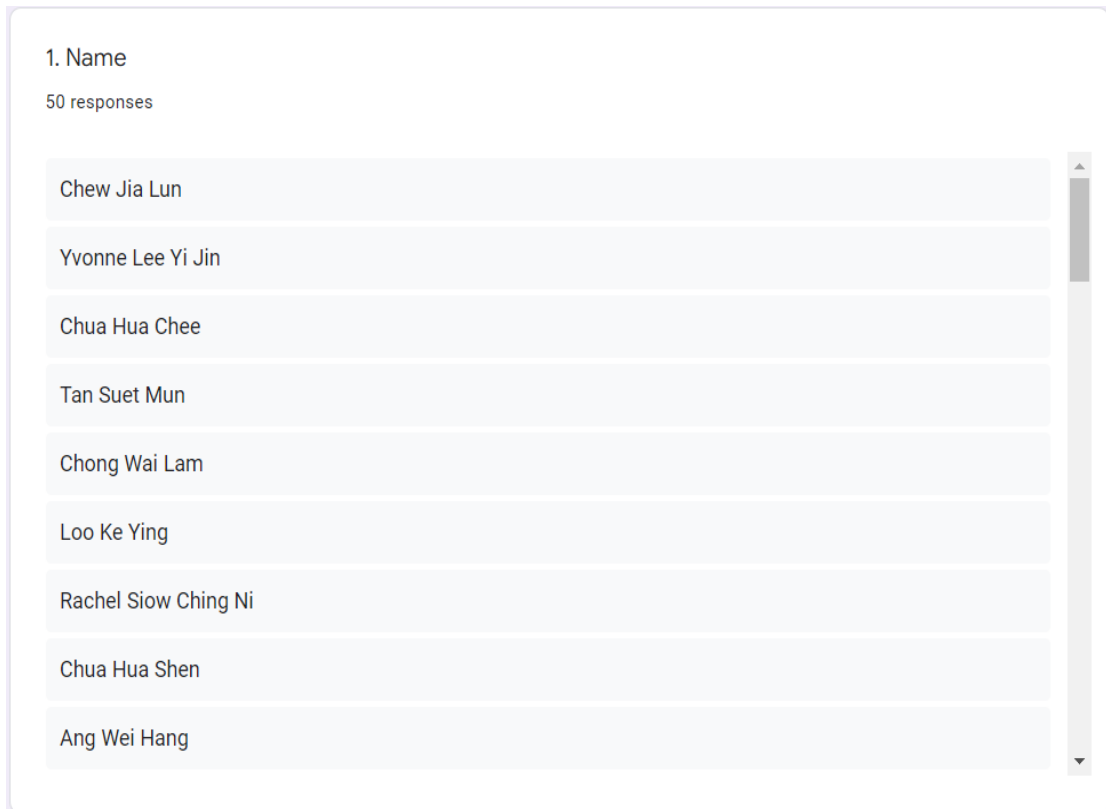 1. Name
50 responses
Chew Jia Lun
Yvonne Lee Yi Jin
Chua Hua Chee
Tan Suet Mun
Chong Wai Lam
Loo Ke Ying
Rachel Siow Ching Ni
Chua Hua Shen
Ang Wei Hang